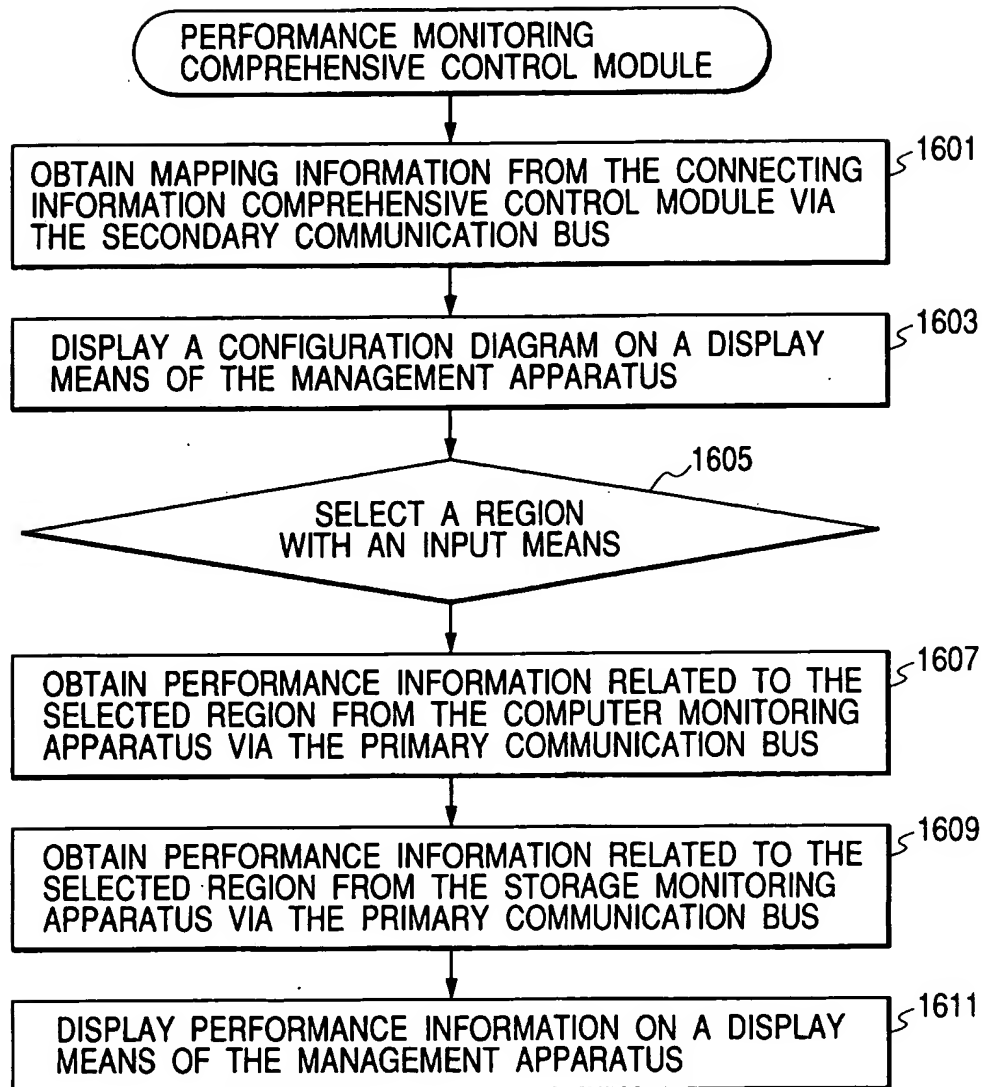 PERFORMANCE MONITORING
COMPREHENSIVE CONTROL MODULE
1601
OBTAIN MAPPING INFORMATION FROM THE CONNECTING
INFORMATION COMPREHENSIVE CONTROL MODULE VIA
THE SECONDARY COMMUNICATION BUS
1603
DISPLAY A CONFIGURATION DIAGRAM ON A DISPLAY
MEANS OF THE MANAGEMENT APPARATUS
1605
SELECT A REGION
WITH AN INPUT MEANS
1607
OBTAIN PERFORMANCE INFORMATION RELATED TO THE
SELECTED REGION FROM THE COMPUTER MONITORING
APPARATUS VIA THE PRIMARY COMMUNICATION BUS
1609
OBTAIN PERFORMANCE INFORMATION RELATED TO THE
SELECTED REGION FROM THE STORAGE MONITORING
APPARATUS VIA THE PRIMARY COMMUNICATION BUS
1611
DISPLAY PERFORMANCE INFORMATION ON A DISPLAY
MEANS OF THE MANAGEMENT APPARATUS